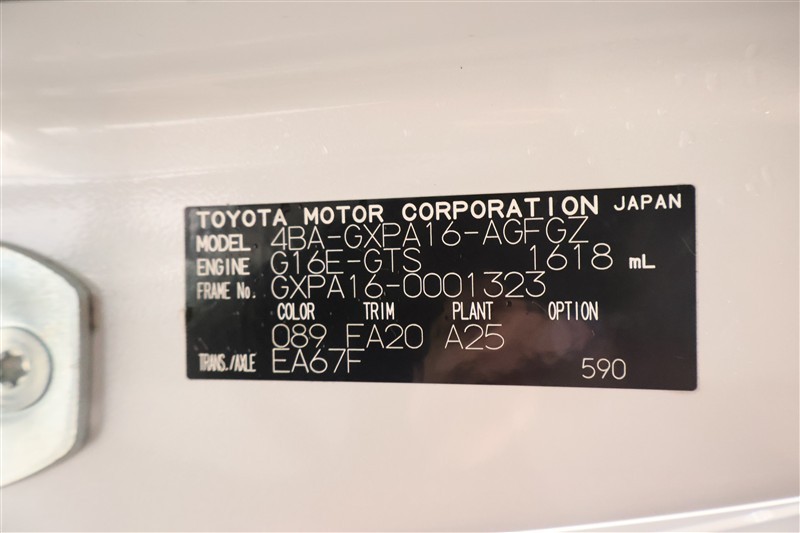 TOYOTA MOTOR CORPORATION JAPAN
MODEL 4BA-GXPA16-AGFGZ
ENGINE G16E-GTS 1618 mL
FRAME No. GXPA16-0001323
COLOR TRIM PLANT OPTION
089 FA20 A25
TRANS./AXLE EA67F 590